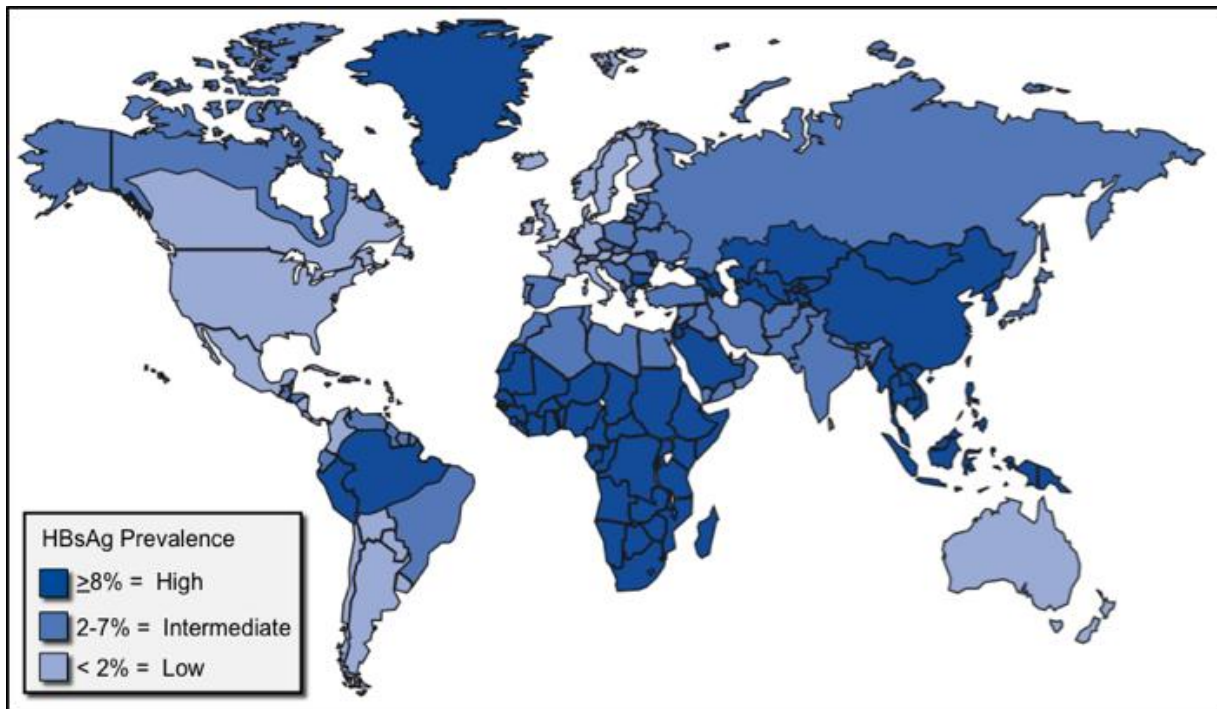 HBsAg Prevalence
≥8% = High
2-7% = Intermediate
< 2% = Low